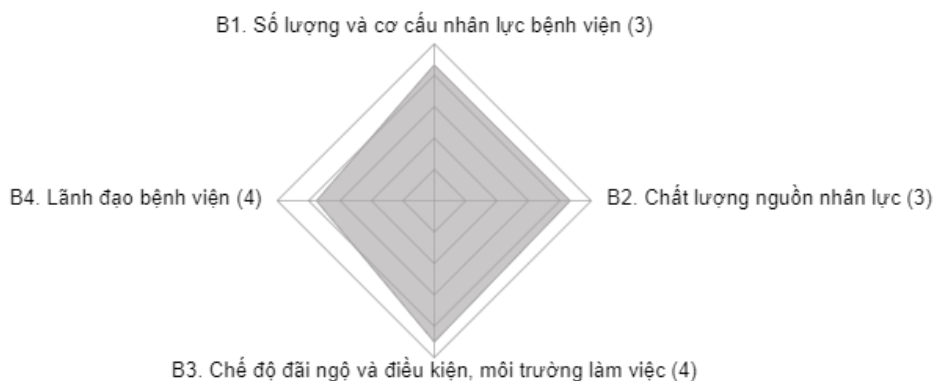 B1. Số lượng và cơ cấu nhân lực bệnh viện (3)
B4. Lãnh đạo bệnh viện (4)
B2. Chất lượng nguồn nhân lực (3)
B3. Chế độ đãi ngộ và điều kiện, môi trường làm việc (4)